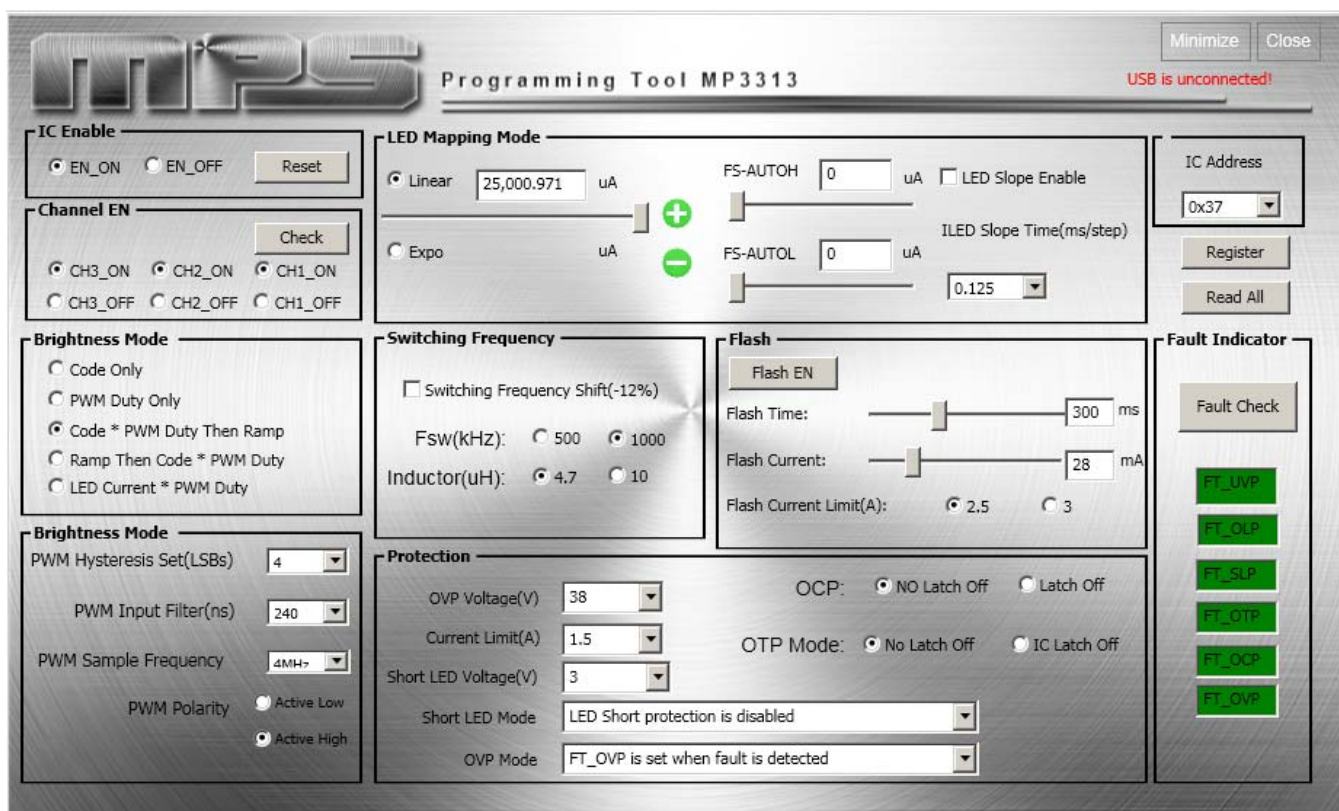 MPS
Programming Tool MP3313
Minimize Close
USB is unconnected!
IC Enable
EN_ON EN_OFF Reset
Channel EN
Check
CH3_ON CH2_ON CH1_ON
CH3_OFF CH2_OFF CH1_OFF
LED Mapping Mode
Linear 25,000.971 uA
Expo uA
FS-AUTOH 0 uA LED Slope Enable
ILED Slope Time(ms/step)
FS-AUTOL 0 uA
0.125
IC Address
0x37
Register
Read All
Brightness Mode
Code Only
PWM Duty Only
Code * PWM Duty Then Ramp
Ramp Then Code * PWM Duty
LED Current * PWM Duty
Switching Frequency
Switching Frequency Shift(-12%)
Fsw(kHz): 500 1000
Inductor(uH): 4.7 10
Flash
Flash EN
Flash Time: 300 ms
Flash Current: 28 mA
Flash Current Limit(A): 2.5 3
Fault Indicator
Fault Check
FT_UVP
FT_OLP
FT_SLP
FT_OTP
FT_OCP
FT_OVP
Brightness Mode
PWM Hysteresis Set(LSBs) 4
PWM Input Filter(ns) 240
PWM Sample Frequency 4MHz
PWM Polarity Active Low
Active High
Protection
OVP Voltage(V) 38
Current Limit(A) 1.5
Short LED Voltage(V) 3
OCP: NO Latch Off Latch Off
OTP Mode: No Latch Off IC Latch Off
Short LED Mode LED Short protection is disabled
OVP Mode FT_OVP is set when fault is detected